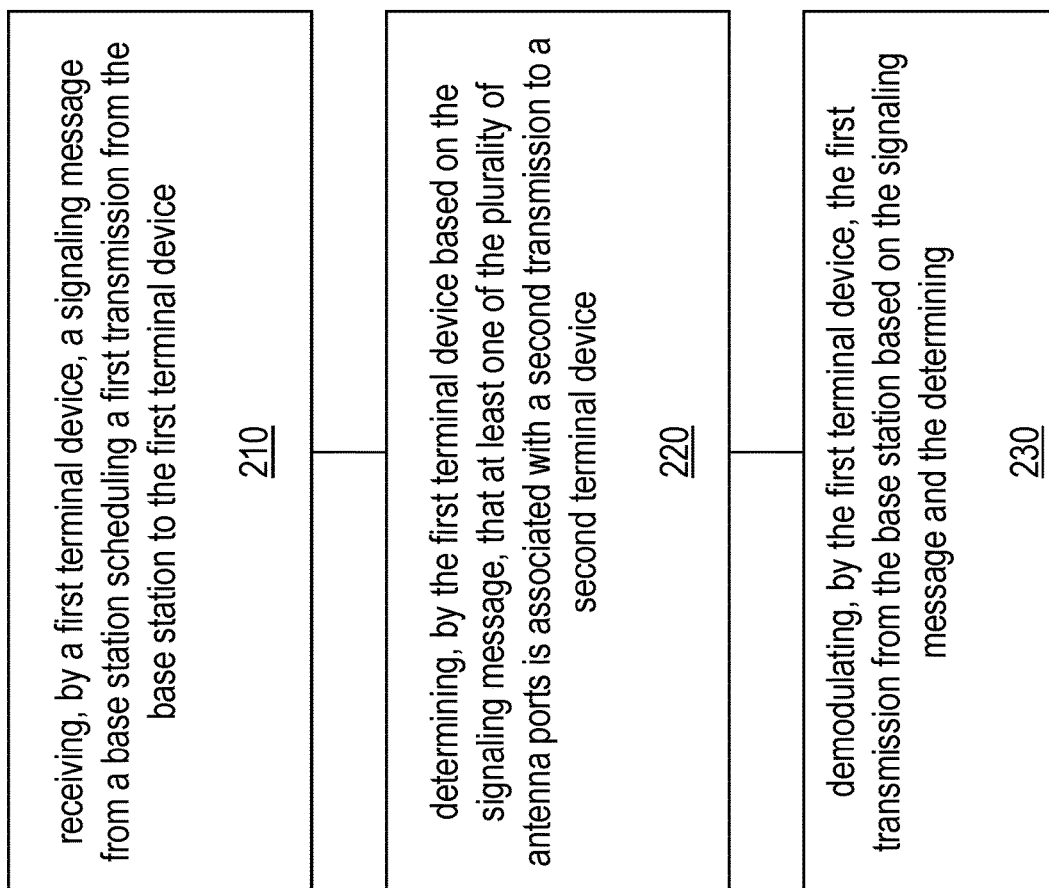 receiving, by a first terminal device, a signaling message
from a base station scheduling a first transmission from the
base station to the first terminal device
210
determining, by the first terminal device based on the
signaling message, that at least one of the plurality of
antenna ports is associated with a second transmission to a
second terminal device
220
demodulating, by the first terminal device, the first
transmission from the base station based on the signaling
message and the determining
230